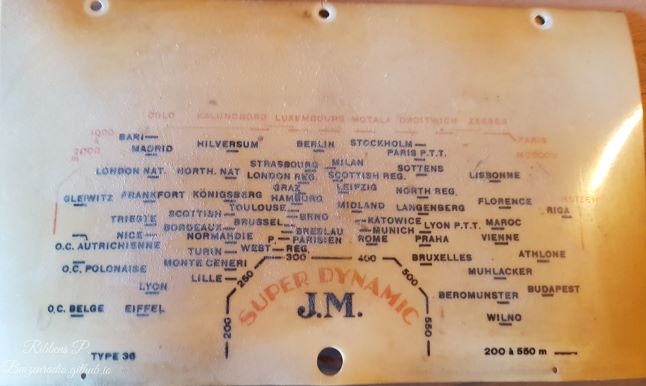 OSLO KALUNDBORG LUXEMBOURG MOTALA DROITWICH ZEESEN
1000 PARIS
2000 MOSCOU
BARI HILVERSUM BERLIN STOCKHOLM
MADRID PARIS P.T.T.
STRASBOURG MILAN
LONDON NAT. NORTH. NAT LONDON REG. SCOTTISH REG. SOTTENS LISBONNE
GRAZ LEIPZIG
GLEIWITZ FRANKFORT KÖNIGSBERG HAMBURG NORTH REG. FLORENCE
TOULOUSE MIDLAND LANGENBERG RIGA
TRIESTE SCOTTISH BRUSSEL BRNO KATOWICE LYON P.T.T. MAROC
BORDEAUX BRESLAU MUNICH
NICE NORMANDIE P. PARISIEN ROME PRAHA VIENNE
O.C. AUTRICHIENNE TURIN WEST REG. BRUXELLES ATHLONE
O.C. POLONAISE MONTE CENERI 300 400 MUHLACKER
LILLE 250 500
LYON SUPER DYNAMIC BEROMUNSTER BUDAPEST
O.C. BELGE EIFFEL J.M. WILNO
200 550
TYPE 36 200 à 550 m
Ribbens P.
Buizenradio.github.io